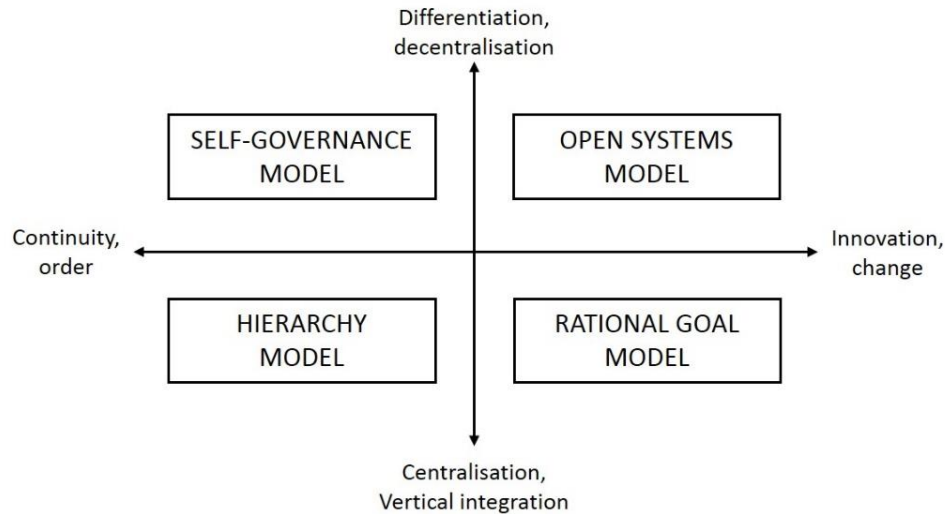 Differentiation,
decentralisation
SELF-GOVERNANCE
MODEL
OPEN SYSTEMS
MODEL
Continuity,
order
Innovation,
change
HIERARCHY
MODEL
RATIONAL GOAL
MODEL
Centralisation,
Vertical integration